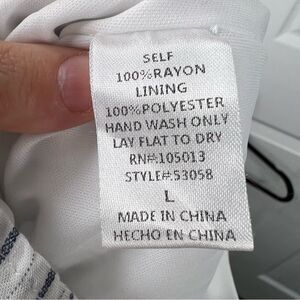 SELF
100%RAYON
LINING
100%POLYESTER
HAND WASH ONLY
LAY FLAT TO DRY
RN#:105013
STYLE#:53058
L
MADE IN CHINA
HECHO EN CHINA